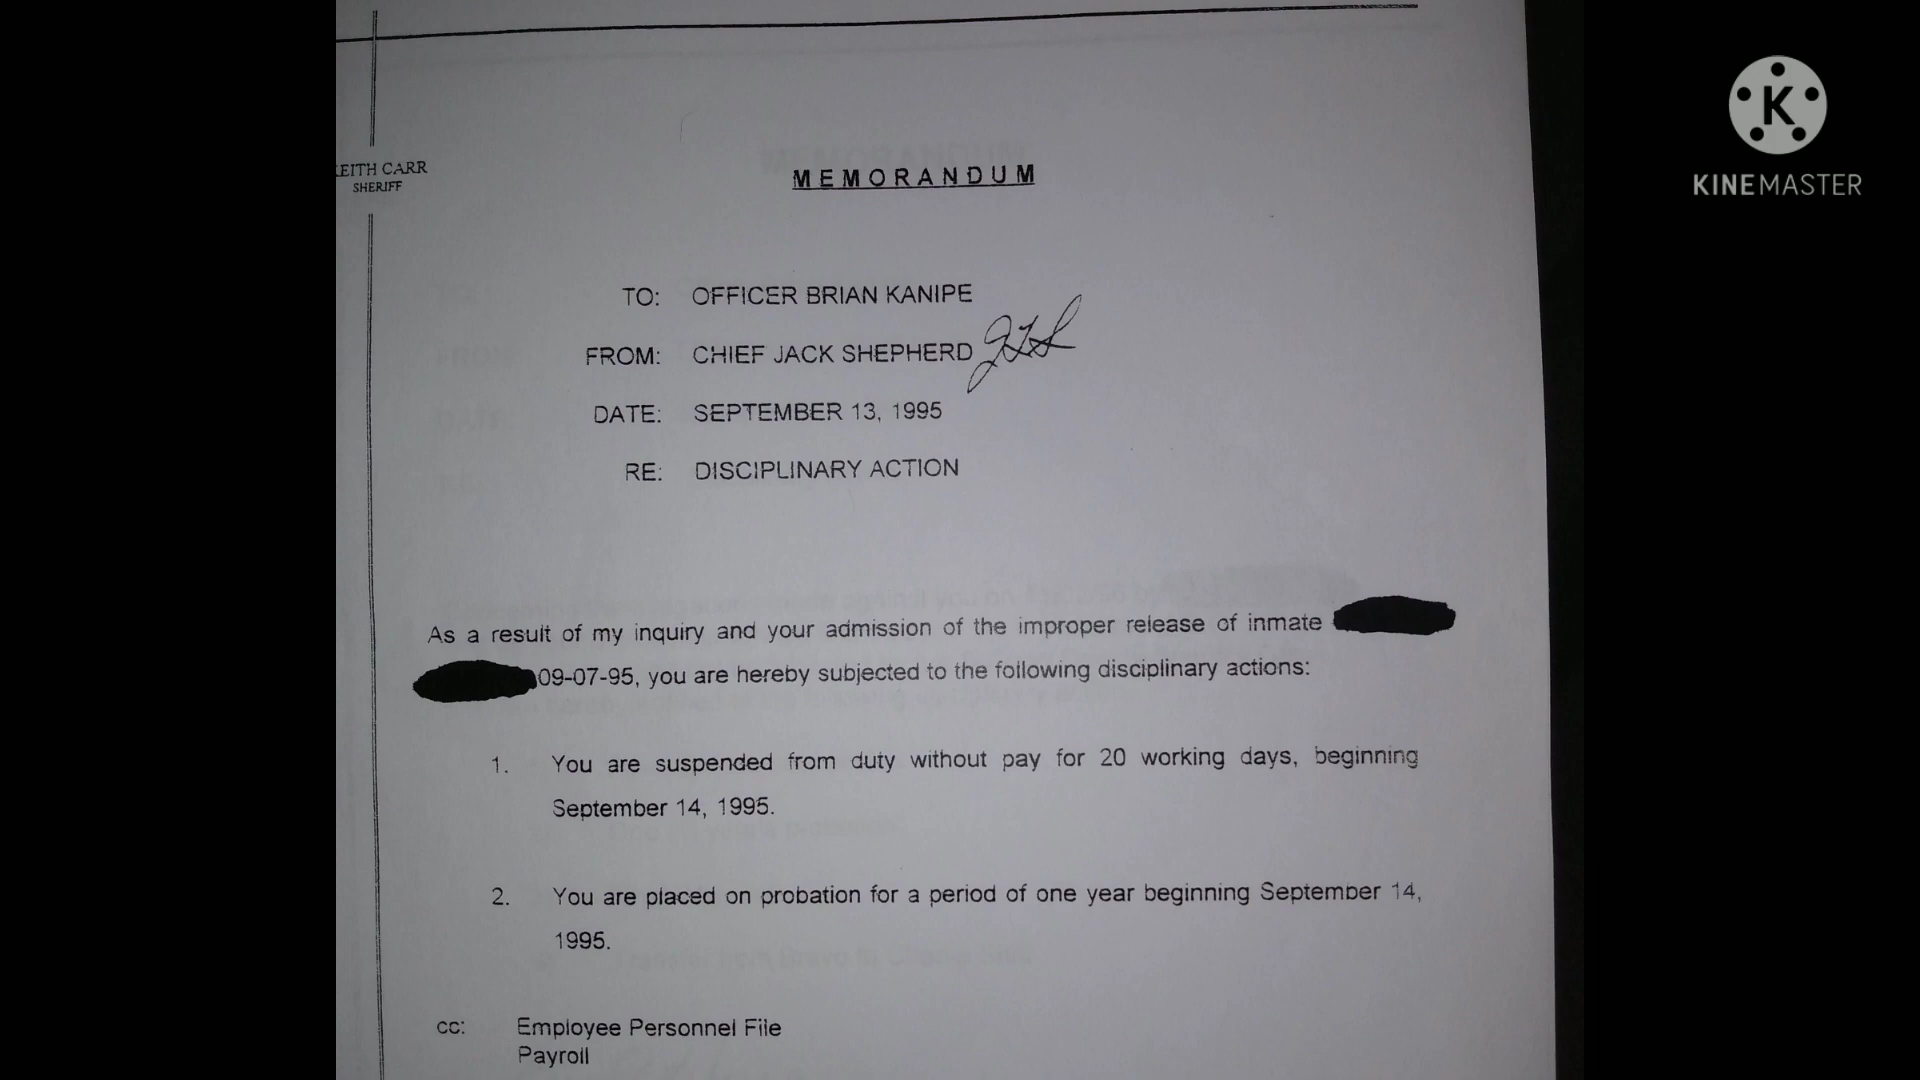 EITH CARR
SHERIFF
MEMORANDUM
K
KINEMASTER
TO: OFFICER BRIAN KANIPE
FROM: CHIEF JACK SHEPHERD
DATE: SEPTEMBER 13, 1995
RE: DISCIPLINARY ACTION
As a result of my inquiry and your admission of the improper release of inmate
09-07-95, you are hereby subjected to the following disciplinary actions:
1. You are suspended from duty without pay for 20 working days, beginning
September 14, 1995.
2. You are placed on probation for a period of one year beginning September 14,
1995.
cc: Employee Personnel File
Payroll